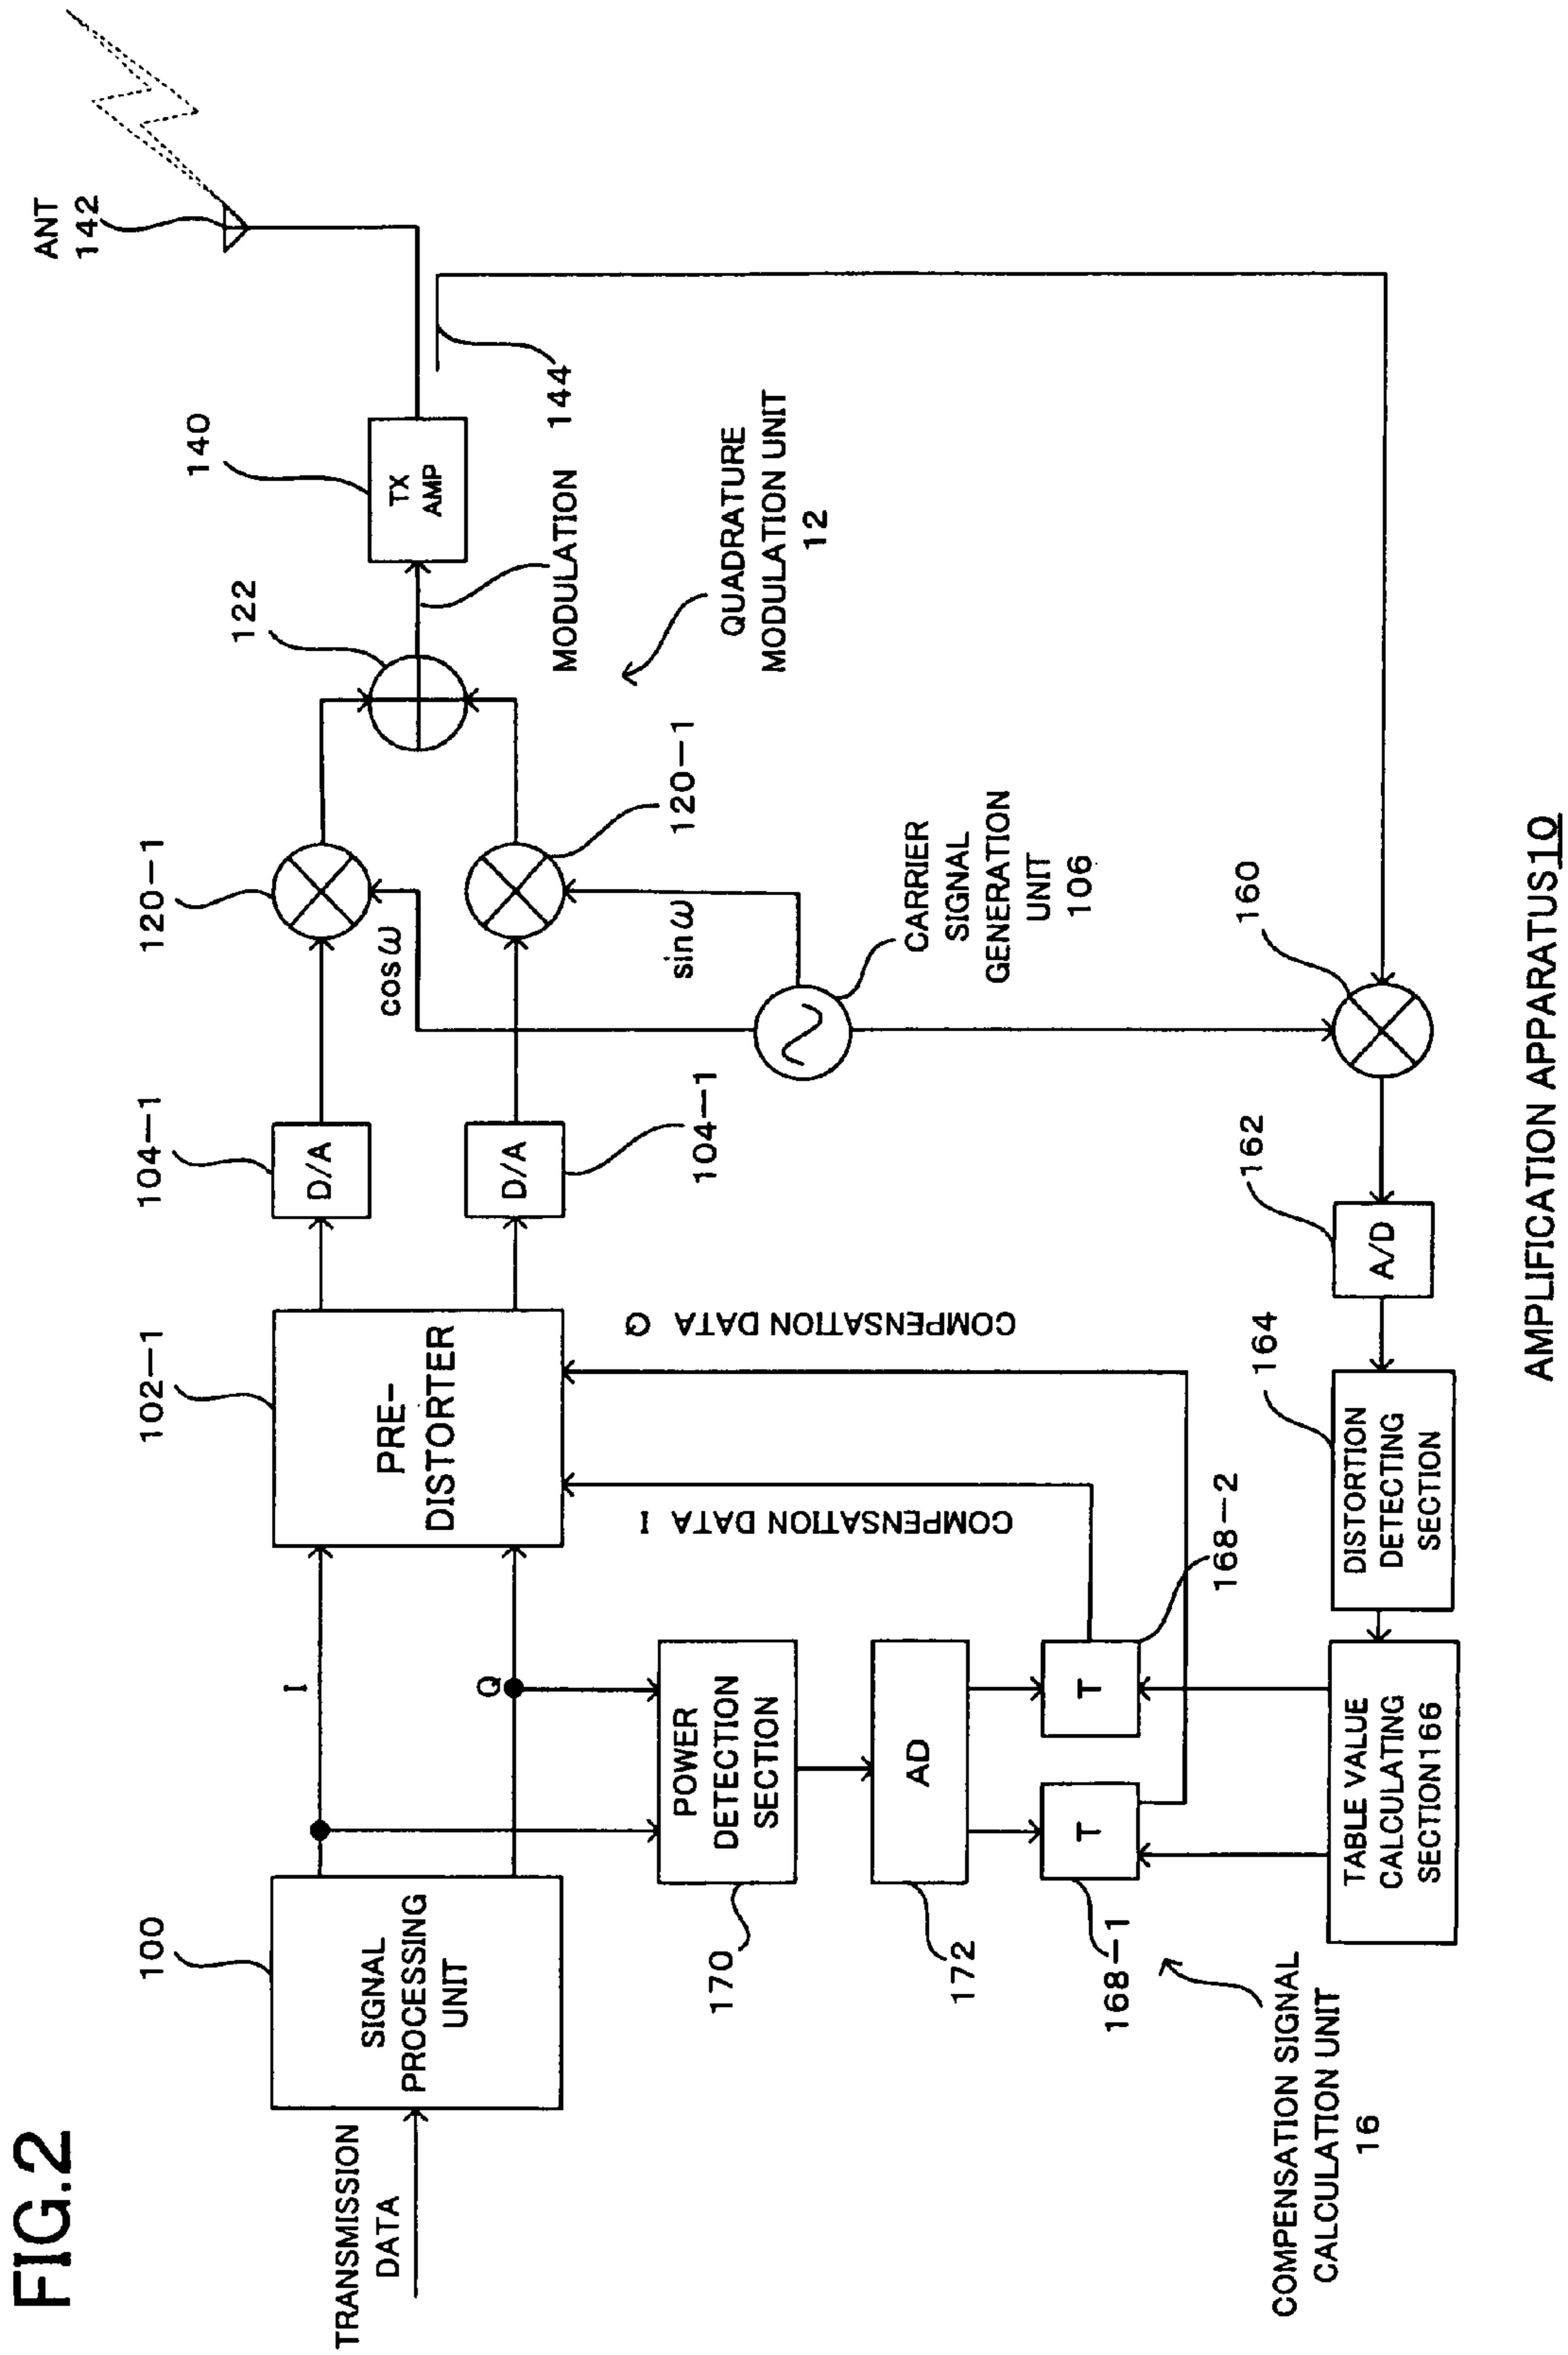 FIG.2
TRANSMISSION
DATA
100
SIGNAL
PROCESSING
UNIT
I
Q
102-1
PRE-
DISTORTER
104-1
D/A
D/A
104-1
120-1
cosω
120-1
sinω
122
MODULATION
140
TX
AMP
144
ANT
142
QUADRATURE
MODULATION UNIT
12
CARRIER
SIGNAL
GENERATION
UNIT
106
COMPENSATION DATA Q
COMPENSATION DATA I
POWER
DETECTION
SECTION
170
AD
172
T
168-1
T
168-2
COMPENSATION SIGNAL
CALCULATION UNIT
16
TABLE VALUE
CALCULATING
SECTION166
DISTORTION
DETECTING
SECTION
164
A/D
162
160
AMPLIFICATION APPARATUS10